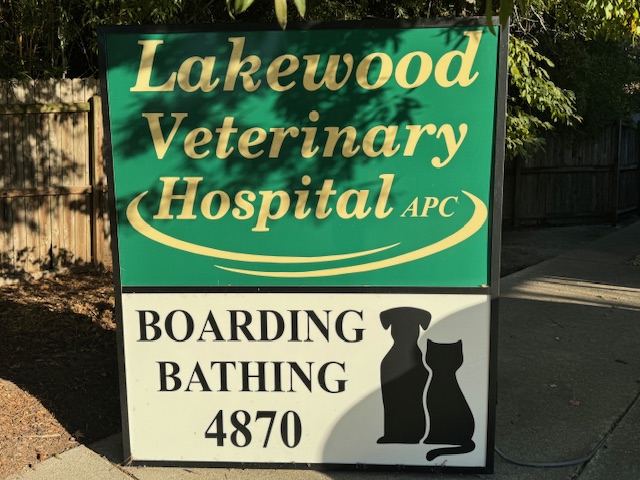 Lakewood
Veterinary
Hospital APC
BOARDING
BATHING
4870